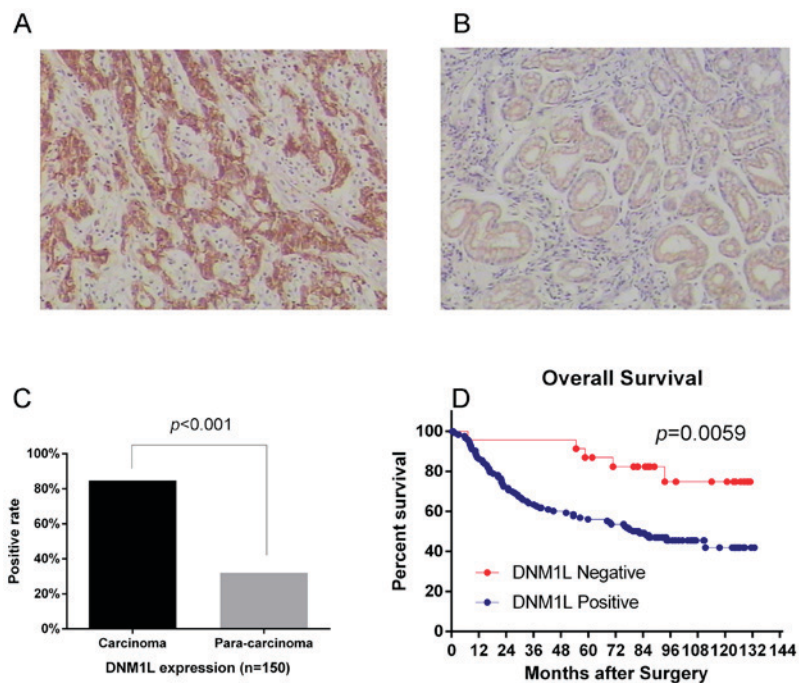 A
B
C
p<0.001
100%
80%
60%
40%
20%
0%
Positive rate
Carcinoma Para-carcinoma
DNM1L expression (n=150)
D
Overall Survival
p=0.0059
100
80
60
40
20
0
Percent survival
DNM1L Negative
DNM1L Positive
0 12 24 36 48 60 72 84 96 108 120 132 144
Months after Surgery